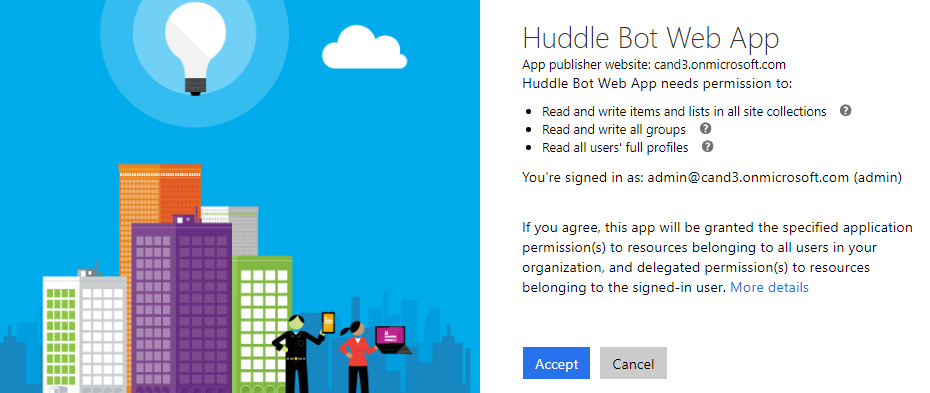 Huddle Bot Web App
App publisher website: cand3.onmicrosoft.com
Huddle Bot Web App needs permission to:
Read and write items and lists in all site collections
Read and write all groups
Read all users' full profiles
You're signed in as: admin@cand3.onmicrosoft.com (admin)
If you agree, this app will be granted the specified application
permission(s) to resources belonging to all users in your
organization, and delegated permission(s) to resources
belonging to the signed-in user. More details
Accept Cancel